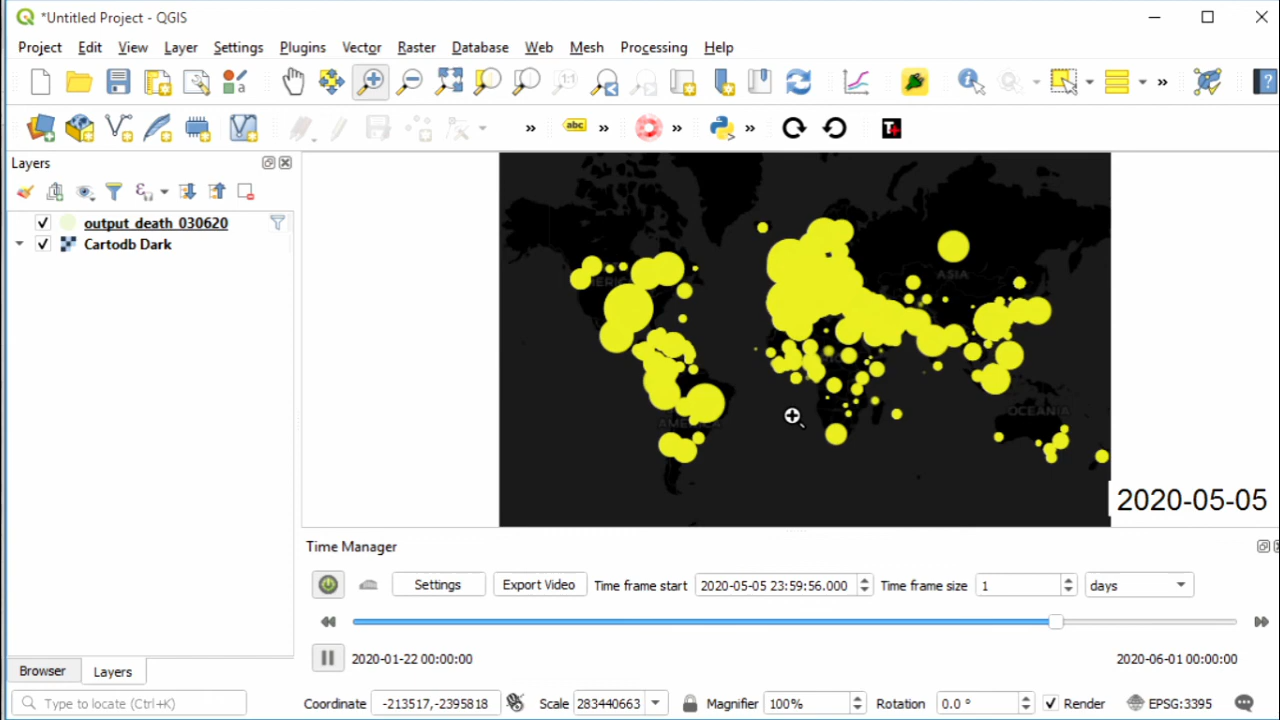 *Untitled Project - QGIS
Project Edit View Layer Settings Plugins Vector Raster Database Web Mesh Processing Help
abc
Layers
output death 030620
Cartodb Dark
ASIA
OCEANIA
2020-05-05
Time Manager
Settings Export Video Time frame start 2020-05-05 23:59:56.000 Time frame size 1 days
2020-01-22 00:00:00 2020-06-01 00:00:00
Browser Layers
Type to locate (Ctrl+K) Coordinate -213517,-2395818 Scale 283440663 Magnifier 100% Rotation 0.0 ° Render EPSG:3395